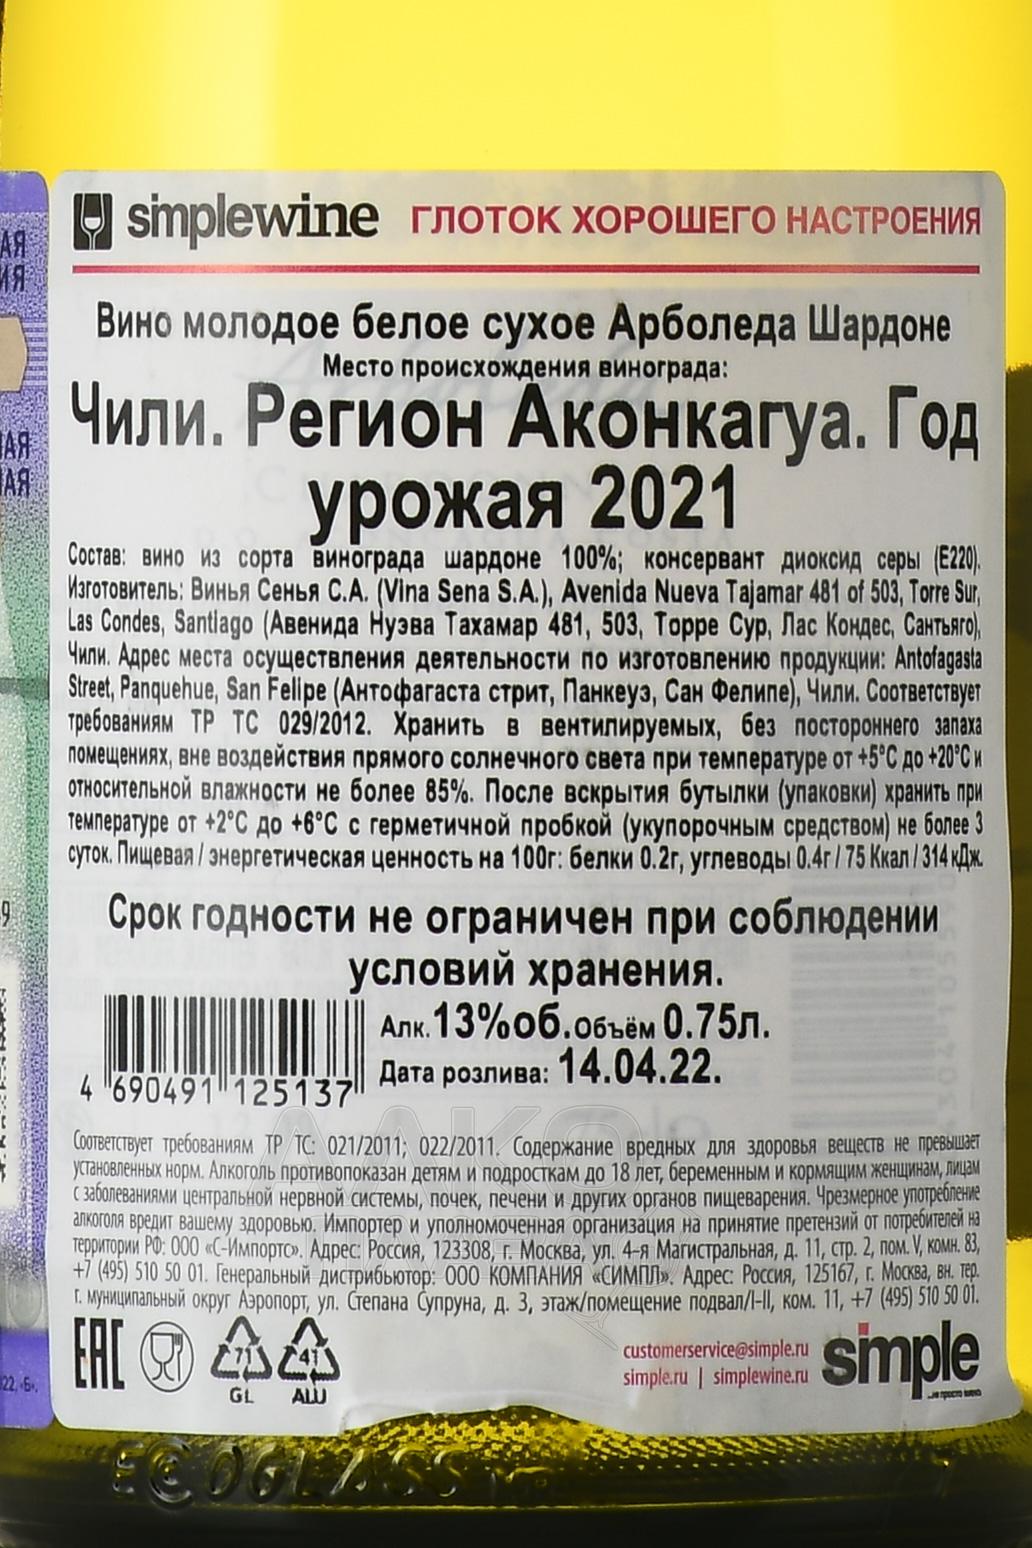 simplewine ГЛОТОК ХОРОШЕГО НАСТРОЕНИЯ
Вино молодое белое сухое Арболеда Шардоне
Место происхождения винограда:
Чили. Регион Аконкагуа. Год
урожая 2021
Состав: вино из сорта винограда шардоне 100%; консервант диоксид серы (E220).
Изготовитель: Винья Сенья С.А. (Vina Sena S.A.), Avenida Nueva Tajamar 481 of 503, Torre Sur,
Las Condes, Santiago (Авенида Нуэва Тахамар 481, 503, Торре Сур, Лас Кондес, Сантьяго),
Чили. Адрес места осуществления деятельности по изготовлению продукции: Antofagasta
Street, Panquehue, San Felipe (Антофагаста стрит, Панкеуэ, Сан Фелипе), Чили. Соответствует
требованиям ТР ТС 029/2012. Хранить в вентилируемых, без постороннего запаха
помещениях, вне воздействия прямого солнечного света при температуре от +5°C до +20°C и
относительной влажности не более 85%. После вскрытия бутылки (упаковки) хранить при
температуре от +2°C до +6°C с герметичной пробкой (укупорочным средством) не более 3
суток. Пищевая / энергетическая ценность на 100г: белки 0.2г, углеводы 0.4г / 75 Ккал / 314 кДж.
Срок годности не ограничен при соблюдении
условий хранения.
Алк. 13%об. Объём 0.75л.
Дата розлива: 14.04.22.
4 690491 125137
Соответствует требованиям ТР ТС: 021/2011; 022/2011. Содержание вредных для здоровья веществ не превышает
установленных норм. Алкоголь противопоказан детям и подросткам до 18 лет, беременным и кормящим женщинам, лицам
с заболеваниями центральной нервной системы, почек, печени и других органов пищеварения. Чрезмерное употребление
алкоголя вредит вашему здоровью. Импортер и уполномоченная организация на принятие претензий от потребителей на
территории РФ: ООО «С-Импортс». Адрес: Россия, 123308, г. Москва, ул. 4-я Магистральная, д. 11, стр. 2, пом. V, комн. 83,
+7 (495) 510 50 01. Генеральный дистрибьютор: ООО КОМПАНИЯ «СИМПЛ». Адрес: Россия, 125167, г. Москва, вн. тер.
г. муниципальный округ Аэропорт, ул. Степана Супруна, д. 3, этаж/помещение подвал/I-II, ком. 11, +7 (495) 510 50 01.
EAC
71
GL
41
ALU
customerservice@simple.ru
simple.ru | simplewine.ru
simple
...не просто вино
ECOGLASS